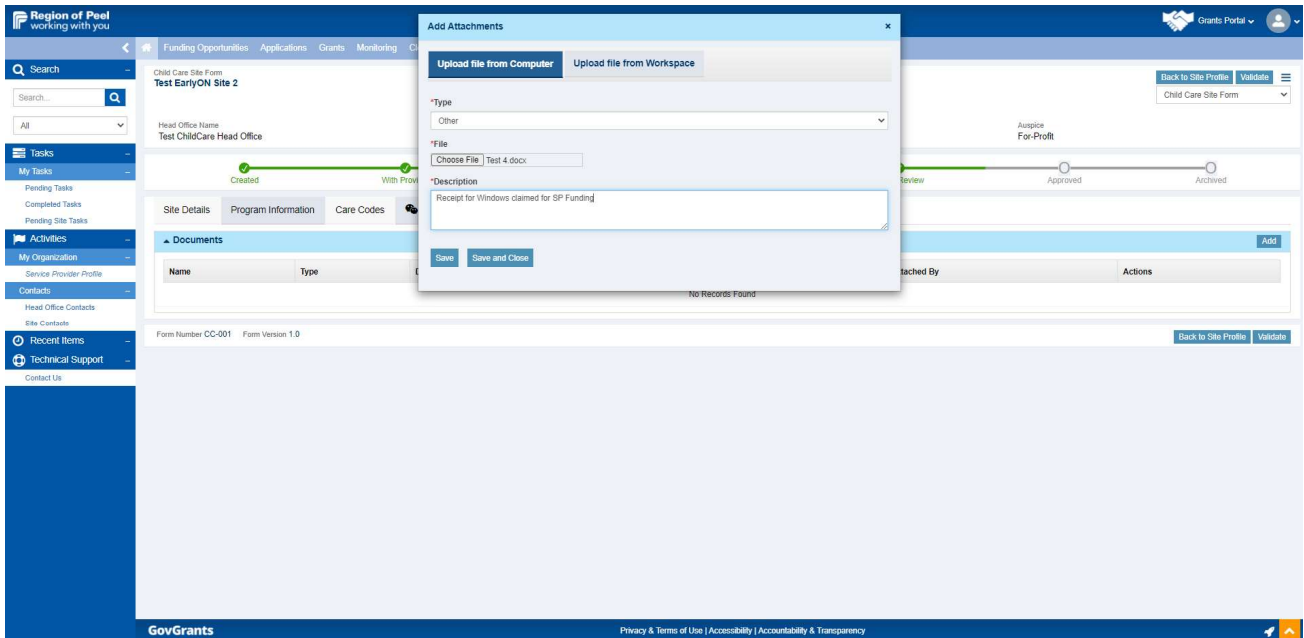 Region of Peel
working with you
Grants Portal
Funding Opportunities Applications Grants Monitoring
Search
Search...
All
Tasks
My Tasks
Pending Tasks
Completed Tasks
Pending Site Tasks
Activities
My Organization
Service Provider Profile
Contacts
Head Office Contacts
Site Contacts
Recent Items
Technical Support
Contact Us
Child Care Site Form
Test EarlyON Site 2
Back to Site Profile Validate
Child Care Site Form
Head Office Name
Test ChildCare Head Office
Auspice
For-Profit
Created With Provi Review Approved Archived
Site Details Program Information Care Codes
Documents
Add
Name Type D tached By Actions
No Records Found
Form Number CC-001 Form Version 1.0
Back to Site Profile Validate
Add Attachments x
Upload file from Computer Upload file from Workspace
*Type
Other
*File
Choose File Test 4.docx
*Description
Receipt for Windows claimed for SP Funding
Save Save and Close
GovGrants
Privacy & Terms of Use | Accessibility | Accountability & Transparency